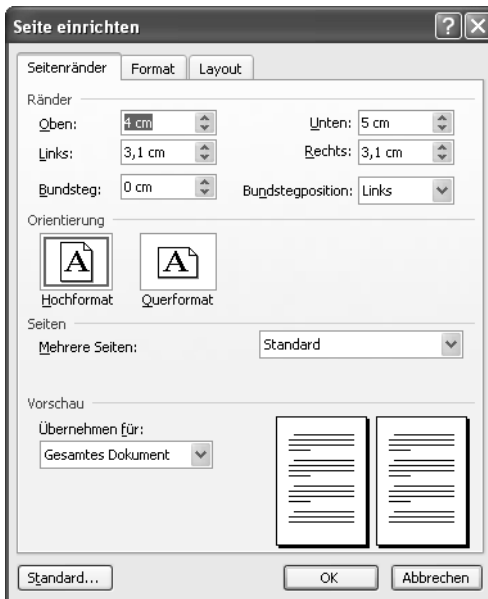 Seite einrichten
Seitenränder Format Layout
Ränder
Oben: 4 cm Unten: 5 cm
Links: 3,1 cm Rechts: 3,1 cm
Bundsteg: 0 cm Bundstegposition: Links
Orientierung
A A
Hochformat Querformat
Seiten
Mehrere Seiten: Standard
Vorschau
Übernehmen für:
Gesamtes Dokument
Standard... OK Abbrechen